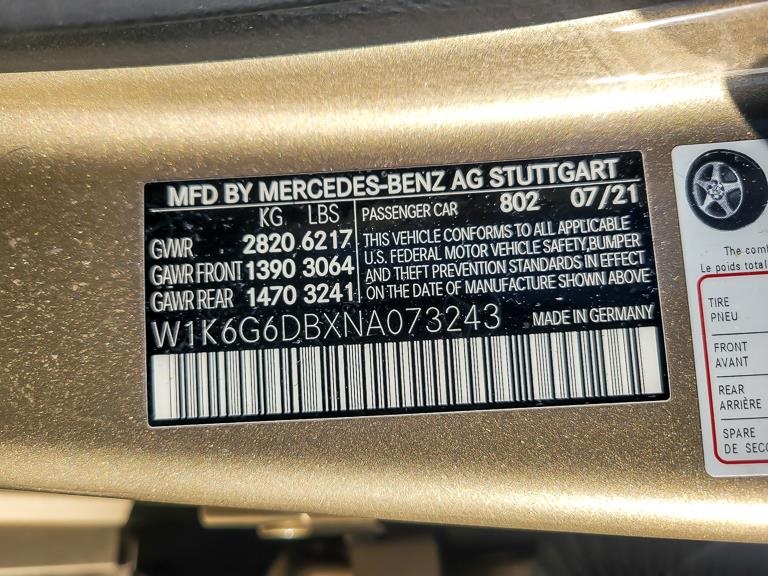 MFD BY MERCEDES-BENZ AG STUTTGART
KG LBS PASSENGER CAR 802 07/21
GVWR 2820 6217
GAWR FRONT 1390 3064
GAWR REAR 1470 3241
THIS VEHICLE CONFORMS TO ALL APPLICABLE
U.S. FEDERAL MOTOR VEHICLE SAFETY,BUMPER
AND THEFT PREVENTION STANDARDS IN EFFECT
ON THE DATE OF MANUFACTURE SHOWN ABOVE
W1K6G6DBXNA073243 MADE IN GERMANY
The
Le poids total
TIRE
PNEU
FRONT
AVANT
REAR
ARRIÈRE
SPARE
DE